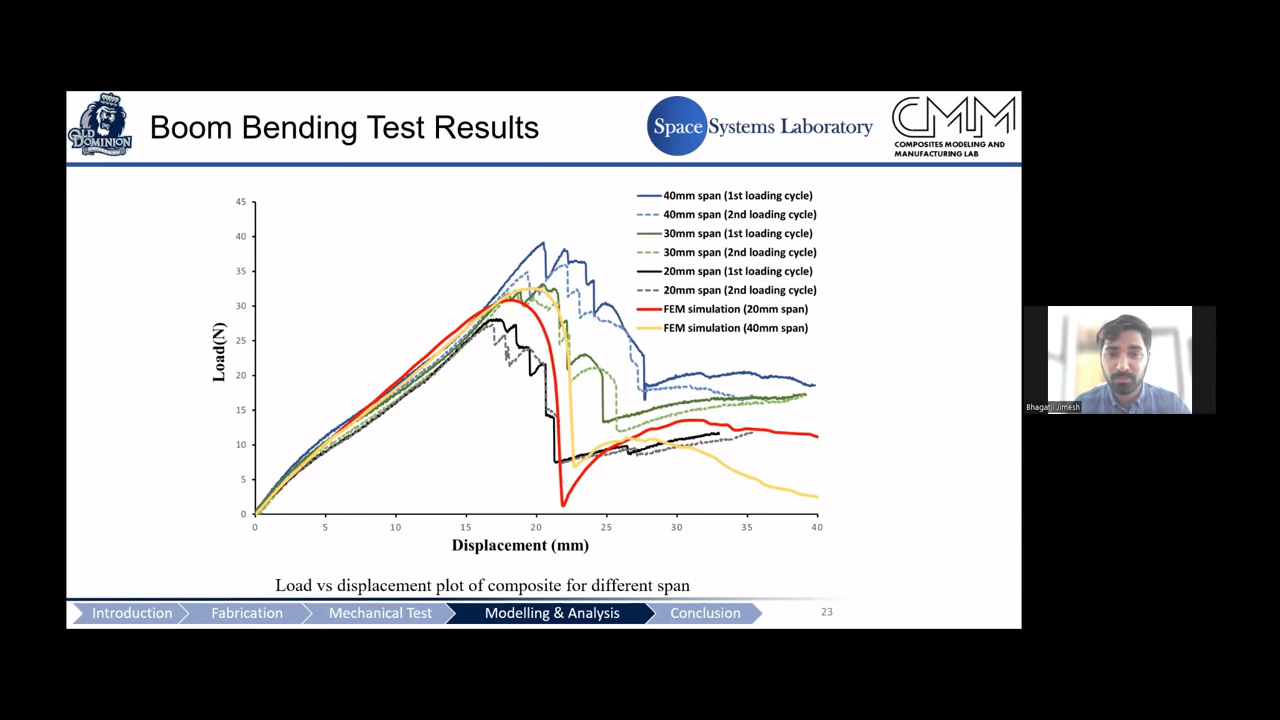 OLD DOMINION
Boom Bending Test Results
Space Systems Laboratory
CMM
COMPOSITES MODELING AND
MANUFACTURING LAB
40mm span (1st loading cycle)
40mm span (2nd loading cycle)
30mm span (1st loading cycle)
30mm span (2nd loading cycle)
20mm span (1st loading cycle)
20mm span (2nd loading cycle)
FEM simulation (20mm span)
FEM simulation (40mm span)
Load(N)
45
40
35
30
25
20
15
10
5
0
0 5 10 15 20 25 30 35 40
Displacement (mm)
Load vs displacement plot of composite for different span
Introduction Fabrication Mechanical Test Modelling & Analysis Conclusion 23
Bhagatji Jimesh